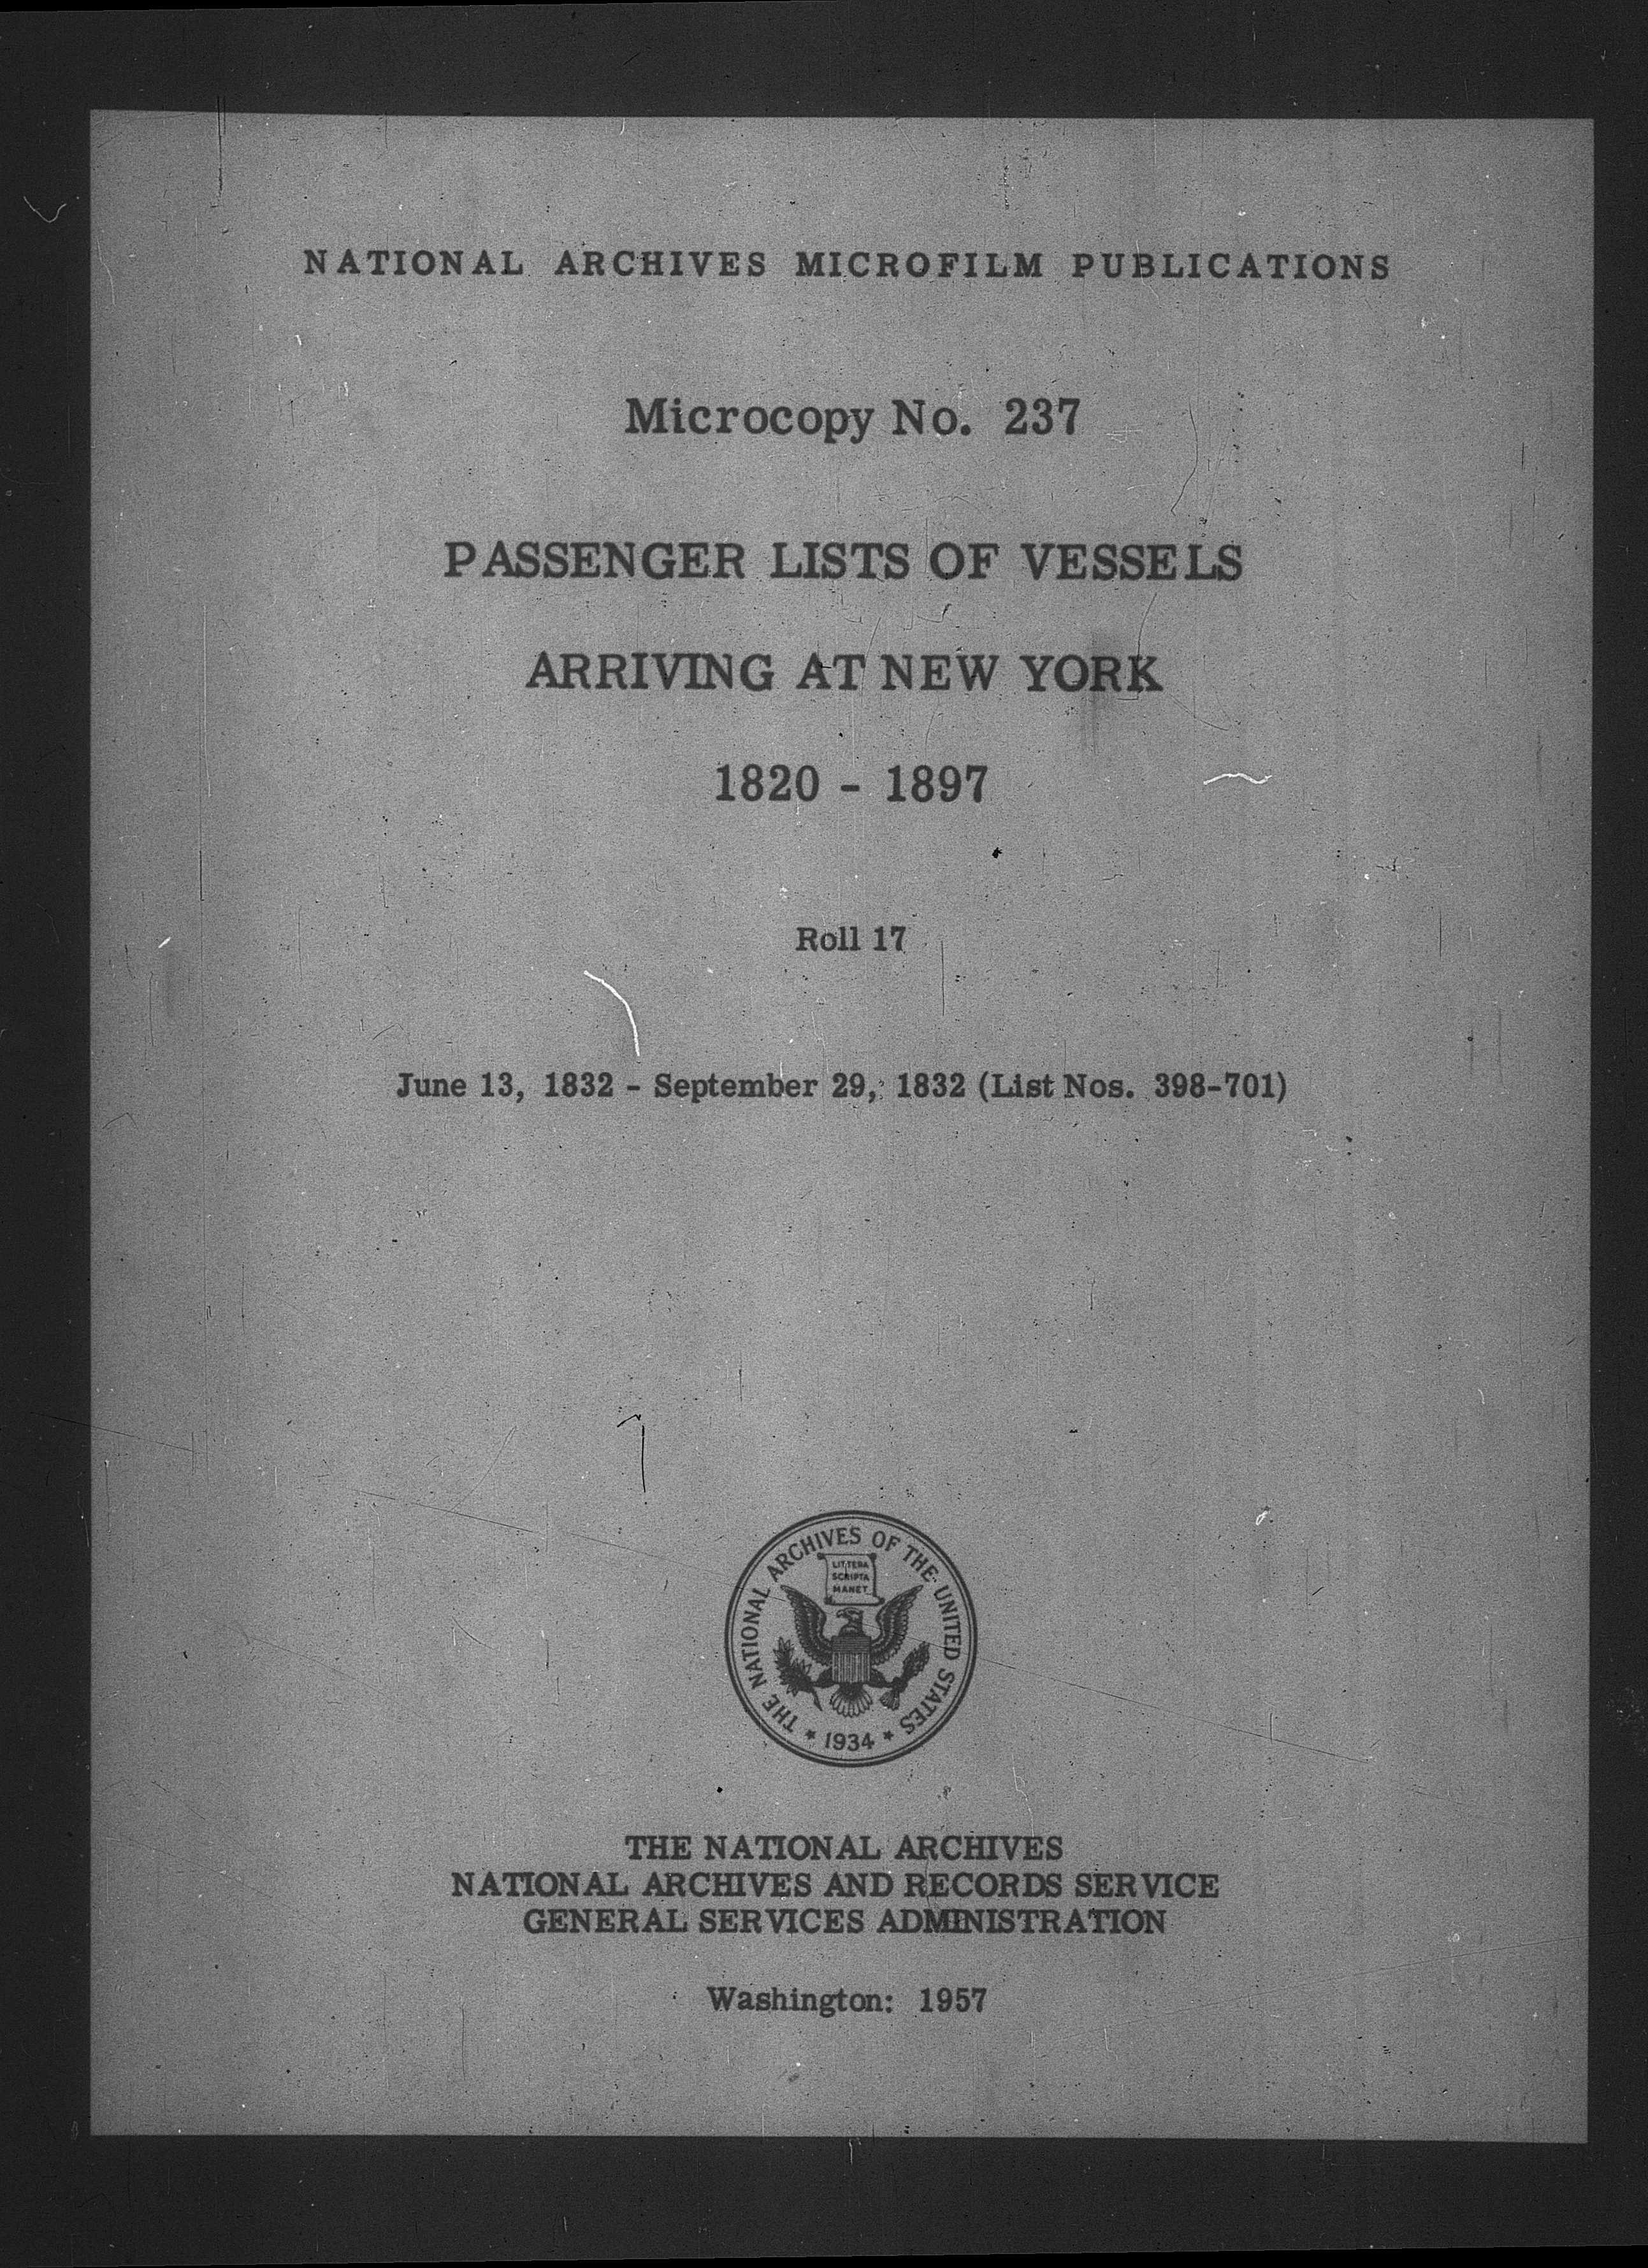 NATIONAL ARCHIVES MICROFILM PUBLICATIONS
Microcopy No. 237
PASSENGER LISTS OF VESSELS
ARRIVING AT NEW YORK
1820 - 1897
Roll 17
June 13, 1832 - September 29, 1832 (List Nos. 398-701)
THE NATIONAL ARCHIVES OF THE UNITED STATES
LITTERA
SCRIPTA
MANET
* 1934 *
THE NATIONAL ARCHIVES
NATIONAL ARCHIVES AND RECORDS SERVICE
GENERAL SERVICES ADMINISTRATION
Washington: 1957